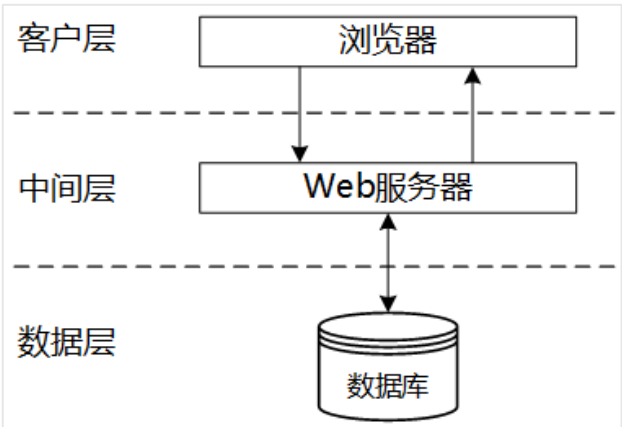 客户层
浏览器
中间层
Web服务器
数据层
数据库